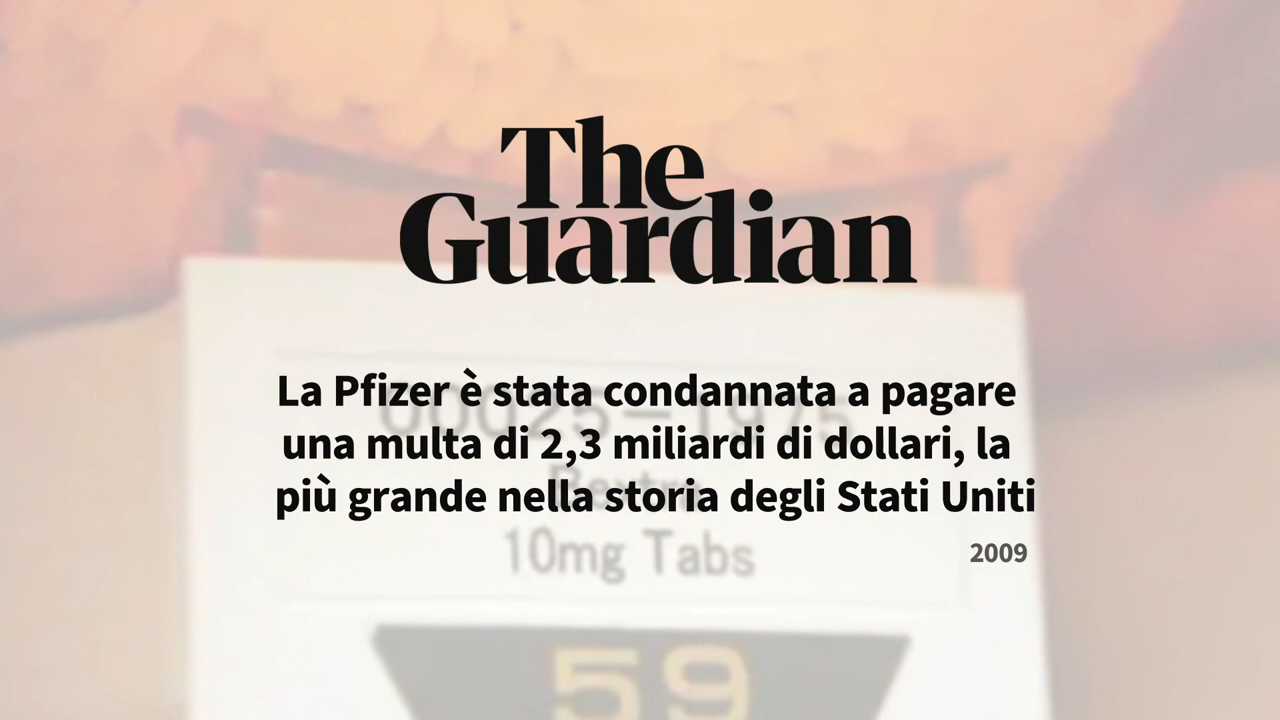 The
Guardian
La Pfizer è stata condannata a pagare
una multa di 2,3 miliardi di dollari, la
più grande nella storia degli Stati Uniti
2009
10mg Tabs
59